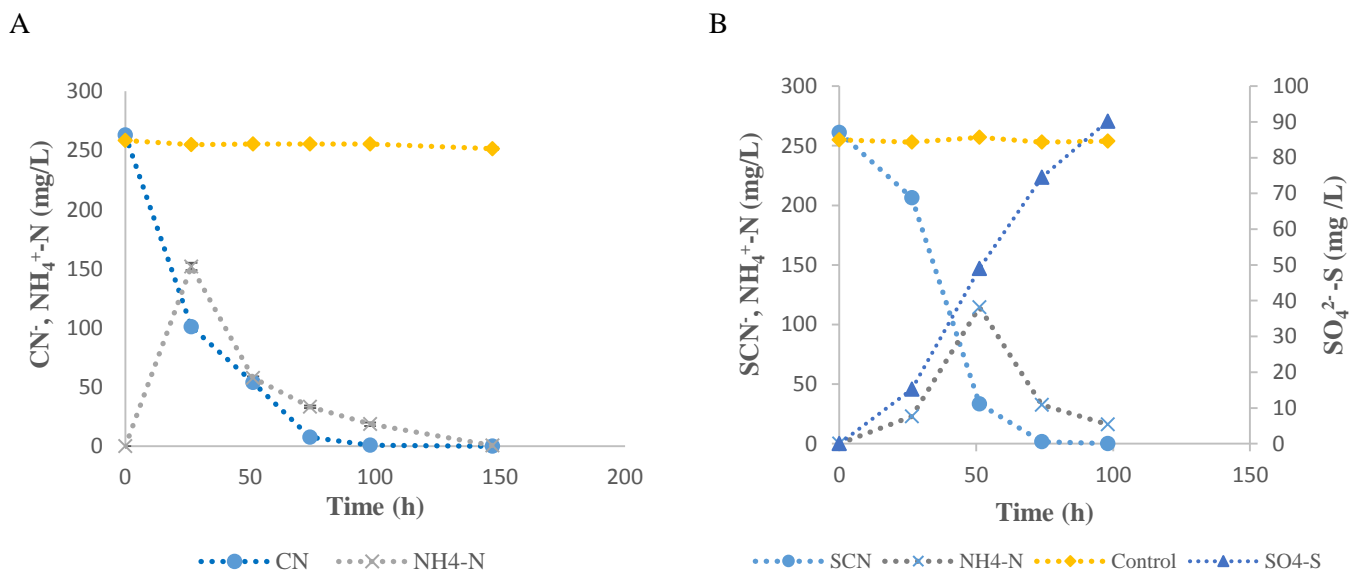 A
B
300
250
200
150
100
50
0
CN-, NH4+-N (mg/L)
0 50 100 150 200
Time (h)
CN NH4-N
300
250
200
150
100
50
0
SCN-, NH4+-N (mg/L)
100
90
80
70
60
50
40
30
20
10
0
SO42- -S (mg /L)
0 50 100 150
Time (h)
SCN NH4-N Control SO4-S